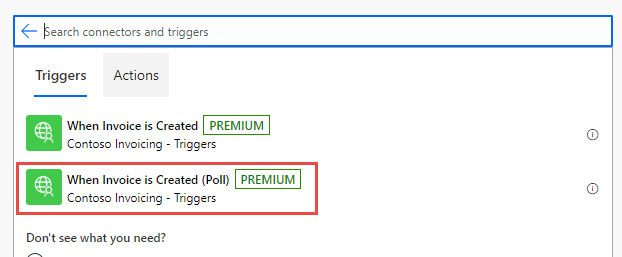 Search connectors and triggers
Triggers Actions
When Invoice is Created PREMIUM
Contoso Invoicing - Triggers
When Invoice is Created (Poll) PREMIUM
Contoso Invoicing - Triggers
Don't see what you need?